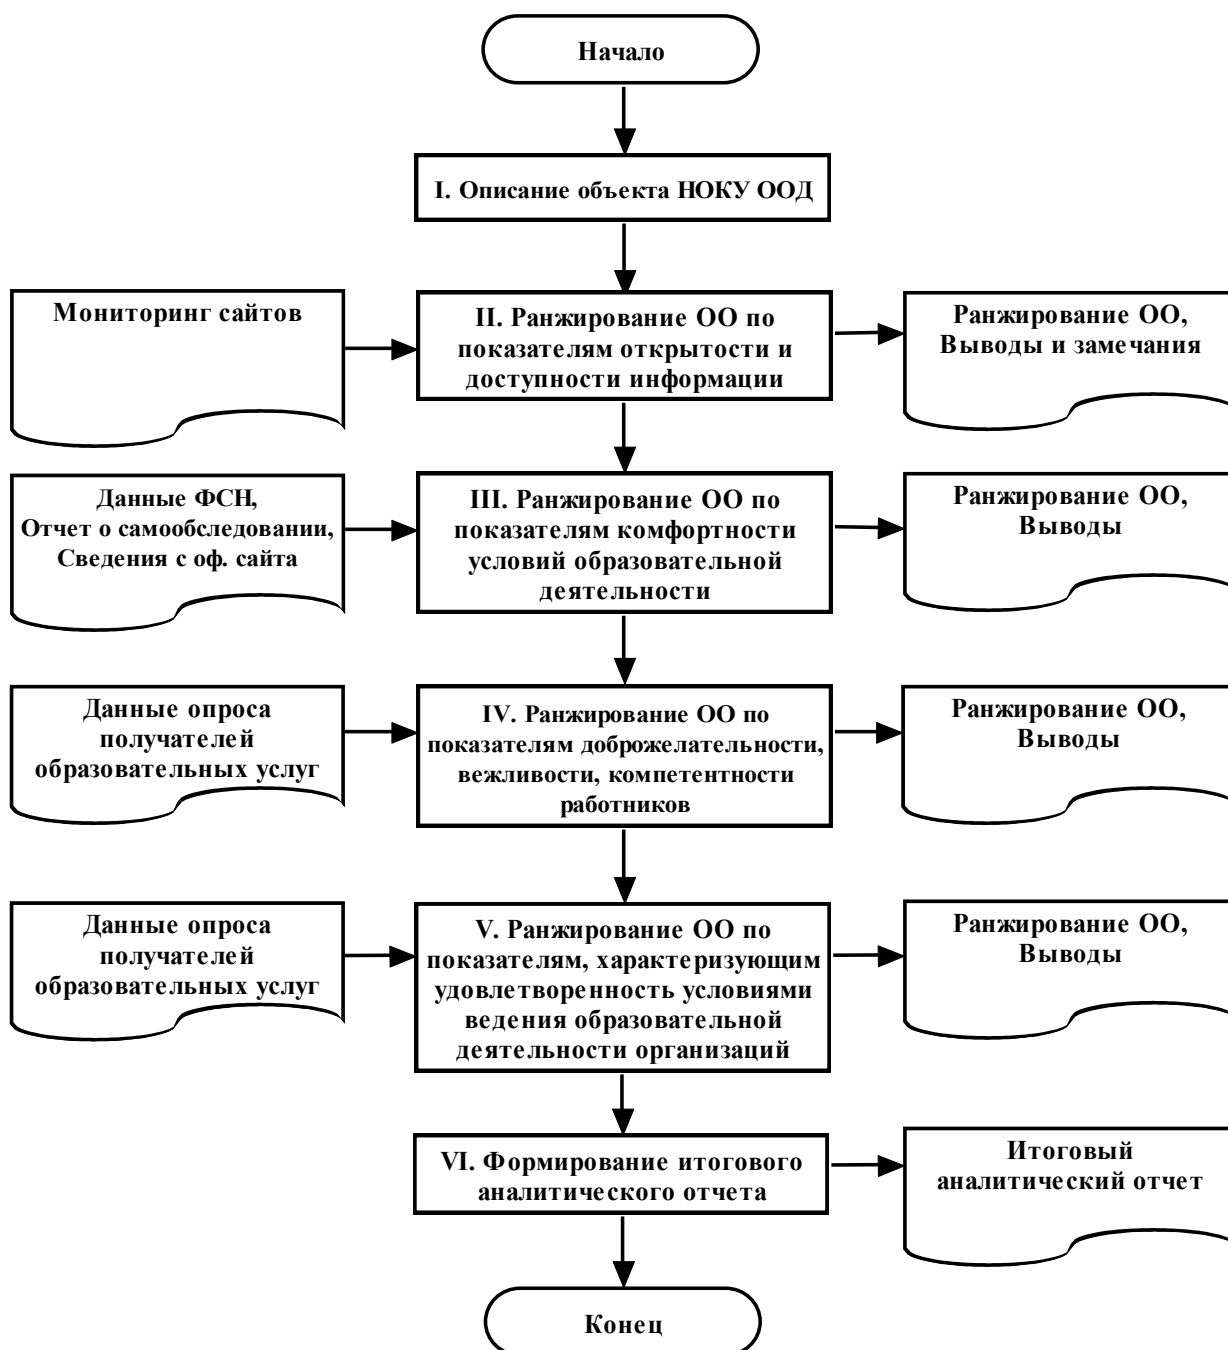 Начало
I. Описание объекта НОКУ ООД
Мониторинг сайтов
II. Ранжирование ОО по
показателям открытости и
доступности информации
Ранжирование ОО,
Выводы и замечания
Данные ФСН,
Отчет о самообследовании,
Сведения с оф. сайта
III. Ранжирование ОО по
показателям комфортности
условий образовательной
деятельности
Ранжирование ОО,
Выводы
Данные опроса
получателей
образовательных услуг
IV. Ранжирование ОО по
показателям доброжелательности,
вежливости, компетентности
работников
Ранжирование ОО,
Выводы
Данные опроса
получателей
образовательных услуг
V. Ранжирование ОО по
показателям, характеризующим
удовлетворенность условиями
ведения образовательной
деятельности организаций
Ранжирование ОО,
Выводы
VI. Формирование итогового
аналитического отчета
Итоговый
аналитический отчет
Конец